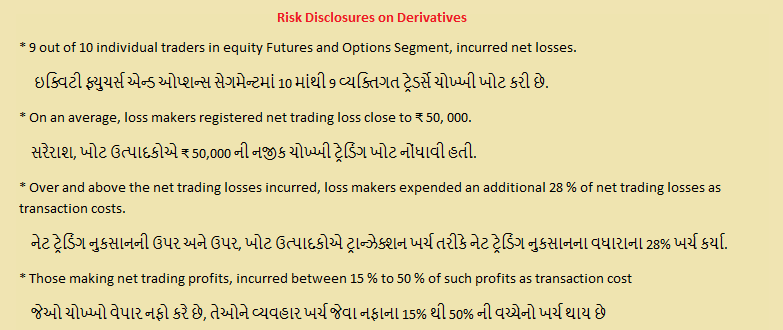 Risk Disclosures on Derivatives
* 9 out of 10 individual traders in equity Futures and Options Segment, incurred net losses.
ઇક્વિટી ફ્યુચર્સ એન્ડ ઓપ્શન્સ સેગમેન્ટમાં 10 માંથી 9 વ્યક્તિગત ટ્રેડર્સે ચોખ્ખી ખોટ કરી છે.
* On an average, loss makers registered net trading loss close to ₹ 50, 000.
સરેરાશ, ખોટ ઉત્પાદકોએ ₹ 50,000 ની નજીક ચોખ્ખી ટ્રેડિંગ ખોટ નોંધાવી હતી.
* Over and above the net trading losses incurred, loss makers expended an additional 28 % of net trading losses as
transaction costs.
નેટ ટ્રેડિંગ નુકસાનની ઉપર અને ઉપર, ખોટ ઉત્પાદકોએ ટ્રાન્ઝેક્શન ખર્ચ તરીકે નેટ ટ્રેડિંગ નુકસાનના વધારાના 28% ખર્ચ કર્યા.
* Those making net trading profits, incurred between 15 % to 50 % of such profits as transaction cost
જેઓ ચોખ્ખો વેપાર નફો કરે છે, તેઓને વ્યવહાર ખર્ચ જેવા નફાના 15% થી 50% ની વચ્ચેનો ખર્ચ થાય છે